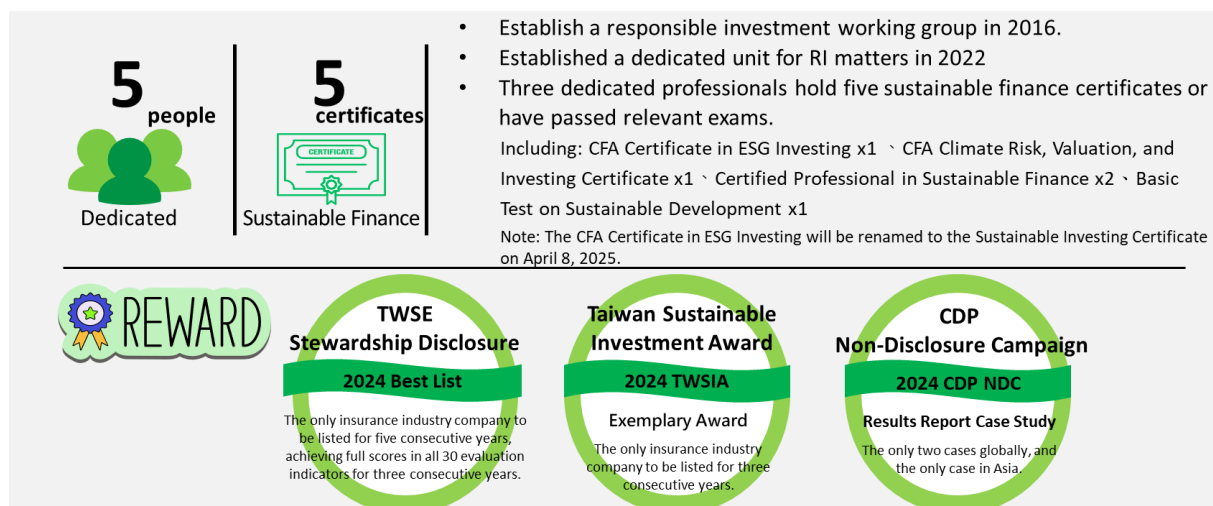 5
people
Dedicated
5
certificates
CERTIFICATE
Sustainable Finance
• Establish a responsible investment working group in 2016.
• Established a dedicated unit for RI matters in 2022
• Three dedicated professionals hold five sustainable finance certificates or
have passed relevant exams.
Including: CFA Certificate in ESG Investing x1 、CFA Climate Risk, Valuation, and
Investing Certificate x1、Certified Professional in Sustainable Finance x2、Basic
Test on Sustainable Development x1
Note: The CFA Certificate in ESG Investing will be renamed to the Sustainable Investing Certificate
on April 8, 2025.
REWARD
TWSE
Stewardship Disclosure
2024 Best List
The only insurance industry company to
be listed for five consecutive years,
achieving full scores in all 30 evaluation
indicators for three consecutive years.
Taiwan Sustainable
Investment Award
2024 TWSIA
Exemplary Award
The only insurance industry
company to be listed for three
consecutive years.
CDP
Non-Disclosure Campaign
2024 CDP NDC
Results Report Case Study
The only two cases globally, and
the only case in Asia.